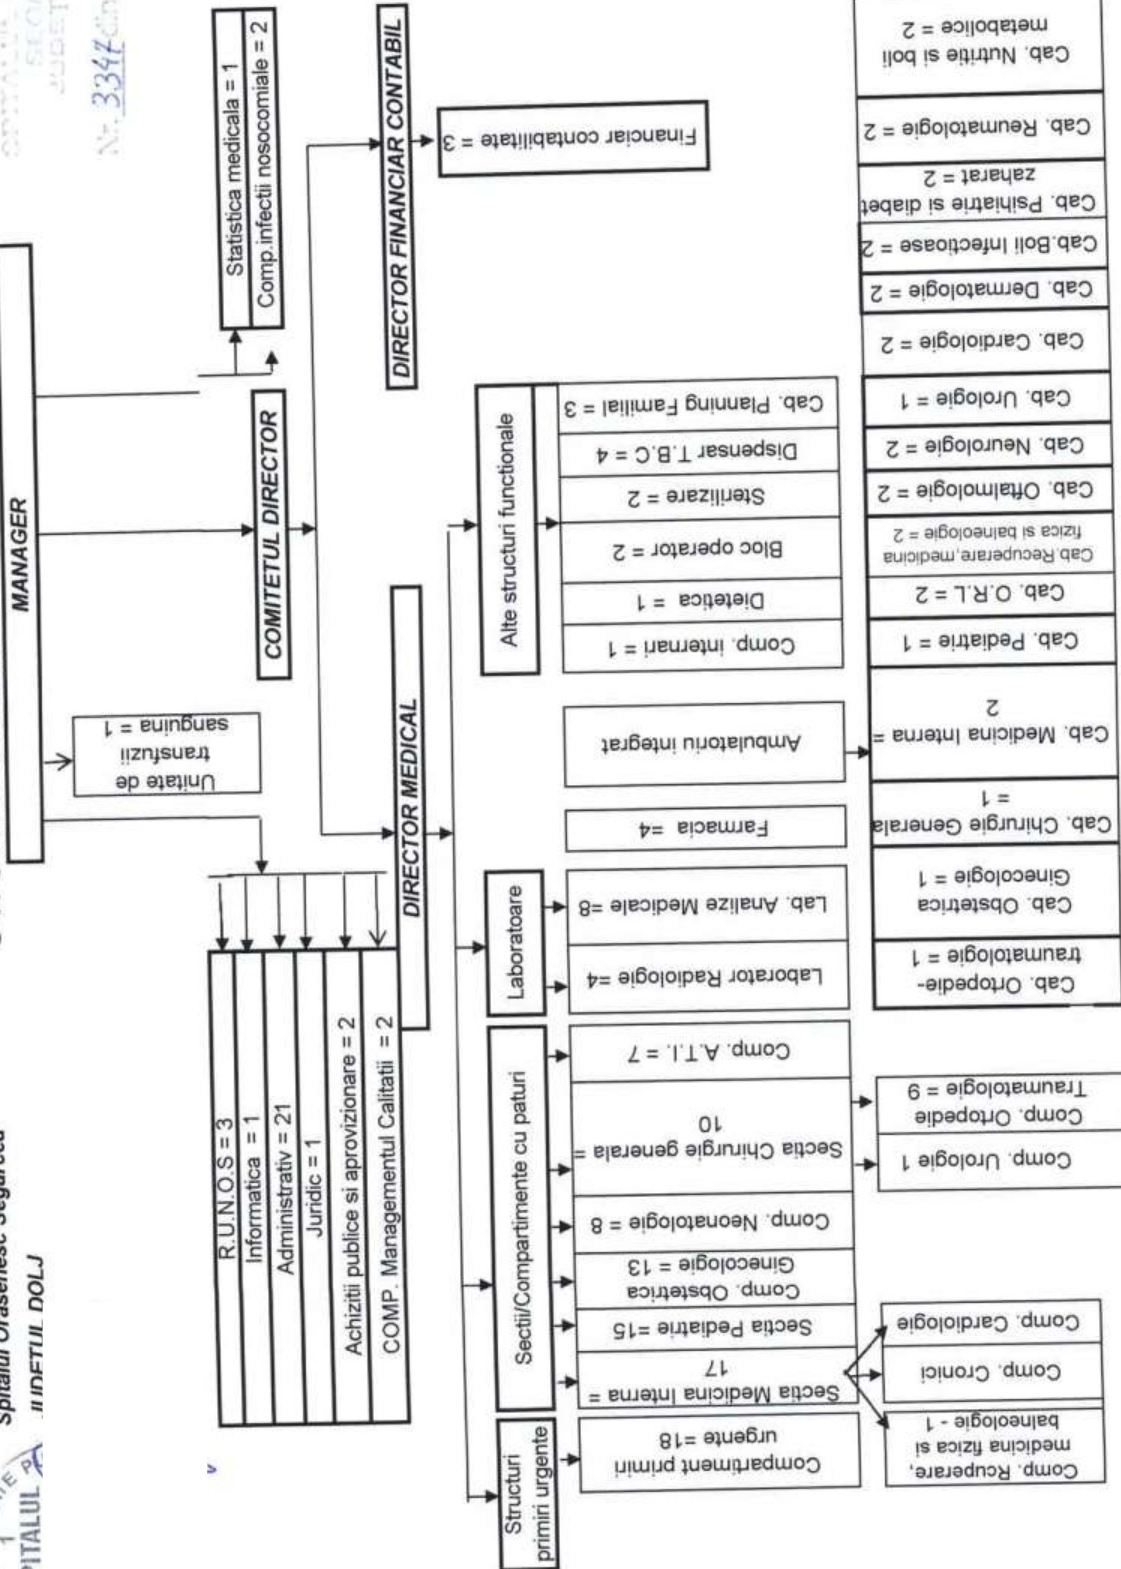 Spitalul Orasenesc Segarcea
JUDETUL DOLJ
Nr. 3347 din
MANAGER
Unitate de
transfuzii
sanguina = 1
Statistica medicala = 1
Comp.infectii nosocomiale = 2
R.U.N.O.S = 3
Informatica = 1
Administrativ = 21
Juridic = 1
Achizitii publice si aprovizionare = 2
COMP. Managementul Calitatii = 2
COMITETUL DIRECTOR
DIRECTOR MEDICAL
DIRECTOR FINANCIAR CONTABIL
Financiar contabilitate = 3
Structuri
primiri urgente
Sectii/Compartimente cu paturi
Laboratoare
Alte structuri functionale
Compartiment primiri
urgente =18
Sectia Medicina Interna =
17
Sectia Pediatrie =15
Comp. Obstetrica
Ginecologie = 13
Comp. Neonatologie = 8
Sectia Chirurgie generala =
10
Comp. A.T.I. = 7
Laborator Radiologie =4
Lab. Analize Medicale =8
Farmacia =4
Ambulatoriu integrat
Comp. internari = 1
Dietetica = 1
Bloc operator = 2
Sterilizare = 2
Dispensar T.B.C = 4
Cab. Planning Familial = 3
Comp. Rcuperare,
medicina fizica si
balneologie - 1
Comp. Cronici
Comp. Cardiologie
Comp. Urologie 1
Comp. Ortopedie
Traumatologie = 9
Cab. Ortopedie-
traumatologie = 1
Cab. Obstetrica
Ginecologie = 1
Cab. Chirurgie Generala
= 1
Cab. Medicina Interna =
2
Cab. Pediatrie = 1
Cab. O.R.L = 2
Cab.Recuperare,medicina
fizica si balneologie = 2
Cab. Oftalmologie = 2
Cab. Neurologie = 2
Cab. Urologie = 1
Cab. Cardiologie = 2
Cab. Dermatologie = 2
Cab.Boli Infectioase = 2
Cab. Psihiatrie si diabet
zaharat = 2
Cab. Reumatologie = 2
Cab. Nutritie si boli
metabolice = 2